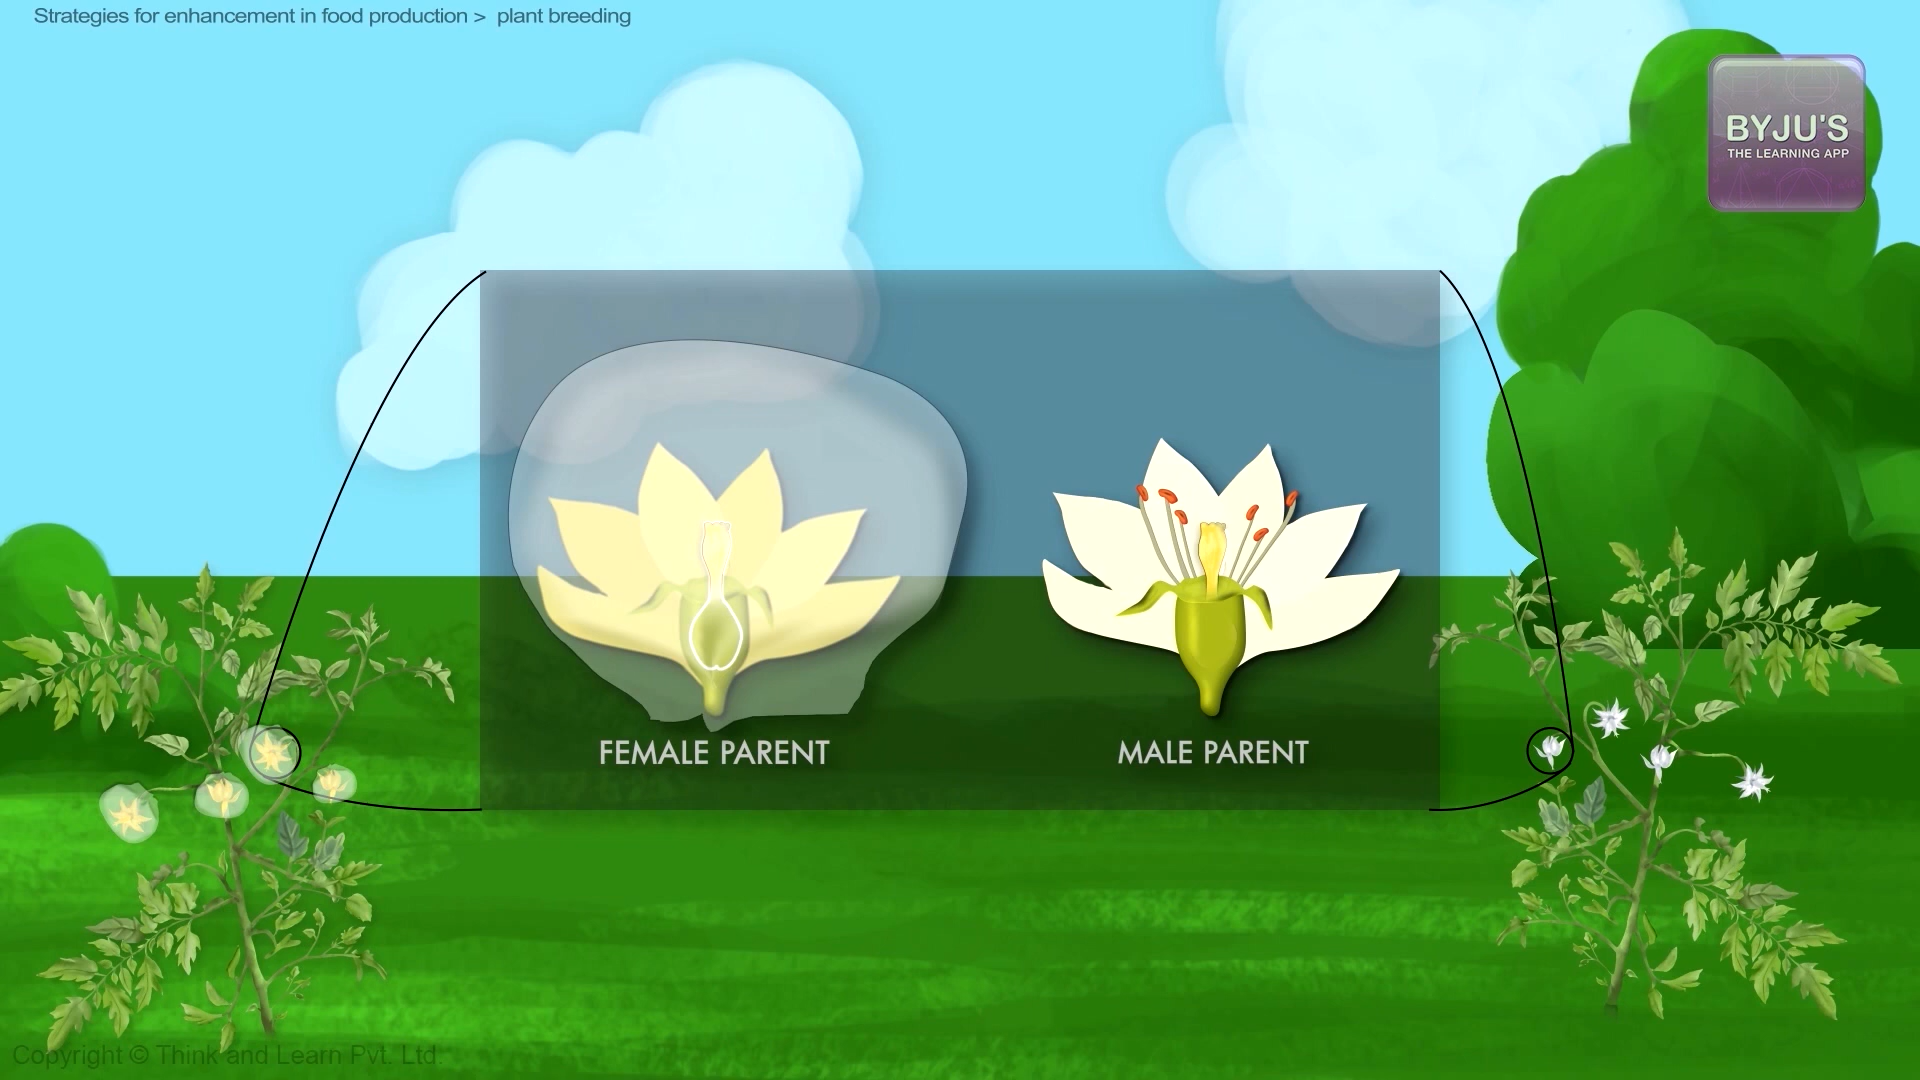 Strategies for enhancement in food production > plant breeding
BYJU'S
THE LEARNING APP
FEMALE PARENT
MALE PARENT
Copyright © Think and Learn Pvt. Ltd.